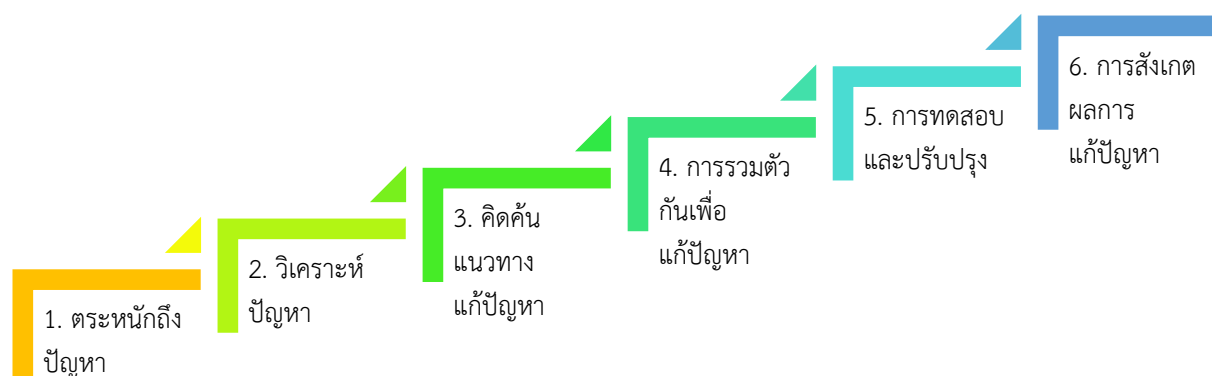 1. ตระหนักถึง
ปัญหา
2. วิเคราะห์
ปัญหา
3. คิดค้น
แนวทาง
แก้ปัญหา
4. การรวมตัว
กันเพื่อ
แก้ปัญหา
5. การทดสอบ
และปรับปรุง
6. การสังเกต
ผลการ
แก้ปัญหา